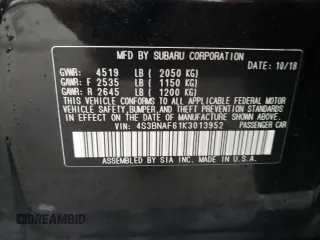 MFD BY SUBARU CORPORATION
DATE: 10/18
GVWR: 4519 LB ( 2050 KG)
GAWR: F 2535 LB ( 1150 KG)
GAWR: R 2645 LB ( 1200 KG)
THIS VEHICLE CONFORMS TO ALL APPLICABLE FEDERAL MOTOR
VEHICLE SAFETY, BUMPER, AND THEFT PREVENTION STANDARDS
IN EFFECT ON THE DATE OF MANUFACTURE SHOWN ABOVE.
VIN: 4S3BNAF61K3013952 PASSENGER CAR
ASSEMBLED BY SIA, INC. MADE IN U.S.A.
DREAMBID